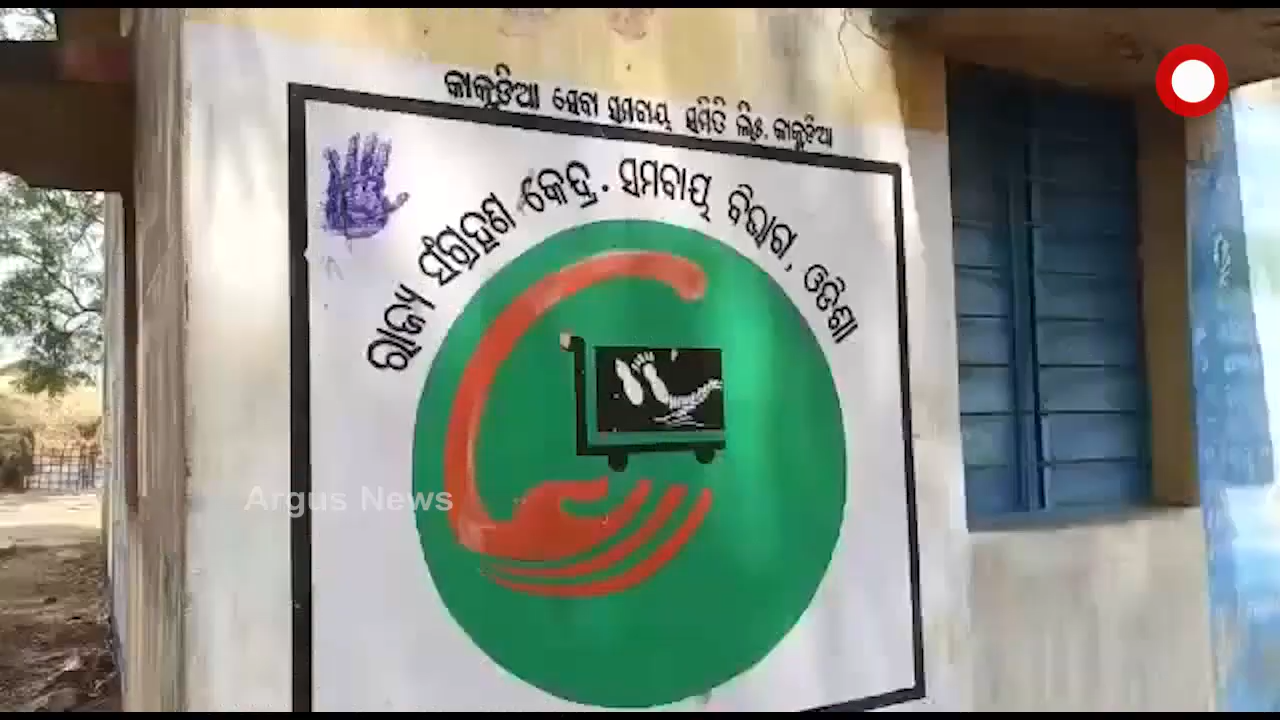 କାକୁଡିଆ ସେବା ସମବାୟ ସମିତି ଲିଃ, କାକୁଡିଆ
ରାଜ୍ୟ ସଂଗ୍ରହଣ କେନ୍ଦ୍ର. ସମବାୟ ବିଭାଗ, ଓଡିଶା
Argus News